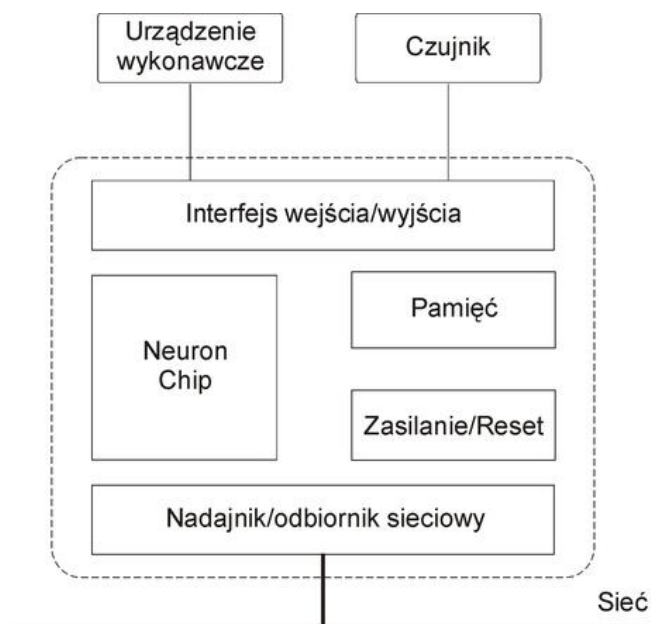 Urządzenie
wykonawcze
Czujnik
Interfejs wejścia/wyjścia
Neuron
Chip
Pamięć
Zasilanie/Reset
Nadajnik/odbiornik sieciowy
Sieć